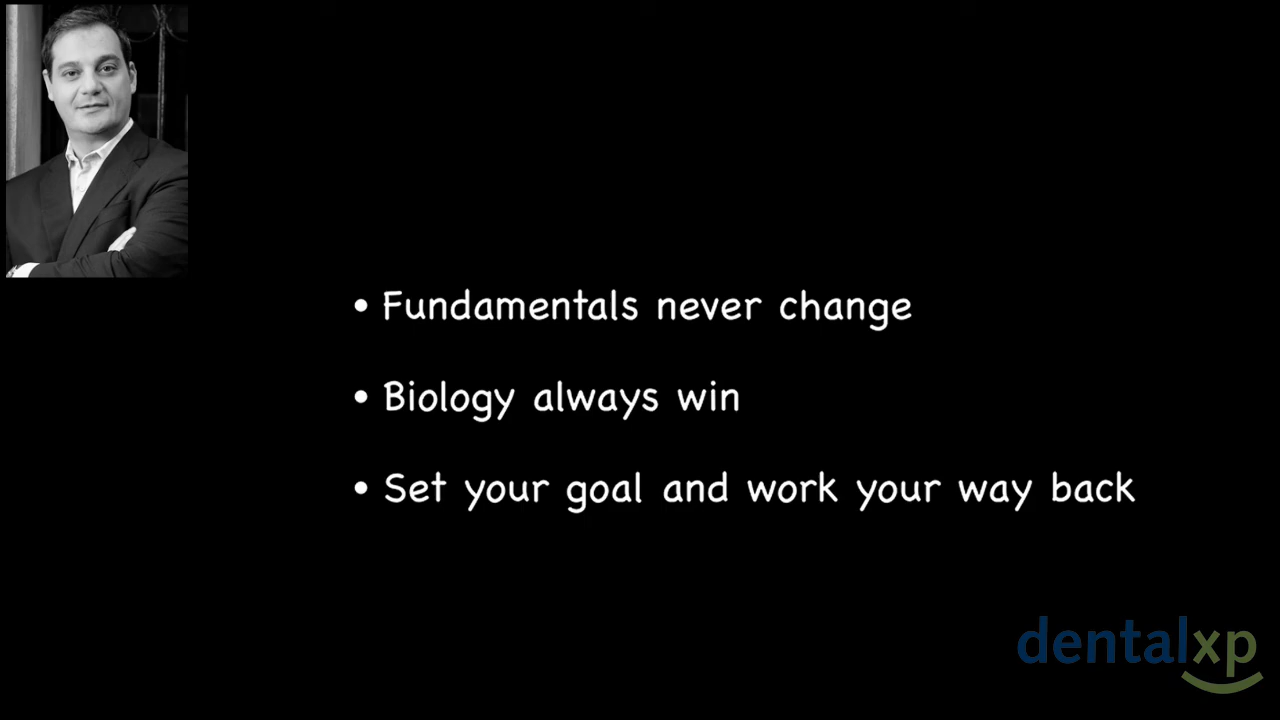 • Fundamentals never change
• Biology always win
• Set your goal and work your way back
dentalxp